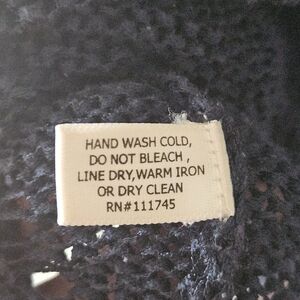 HAND WASH COLD,
DO NOT BLEACH ,
LINE DRY,WARM IRON
OR DRY CLEAN
RN#111745